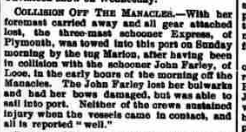 COLLISION OFF THE MANACLES.—With her
foremast carried away and all gear attached
lost, the three-mast schooner Express, of
Plymouth, was towed into this port on Sunday
morning by the tug Marion, after having been
in collision with the schooner John Farley, of
Looe, in the early hours of the morning off the
Manacles. The John Farley lost her bulwarks
and had her bows damaged, but was able to
sail into port. Neither of the crews sustained
injury when the vessels came in contact, and
all is reported "well."